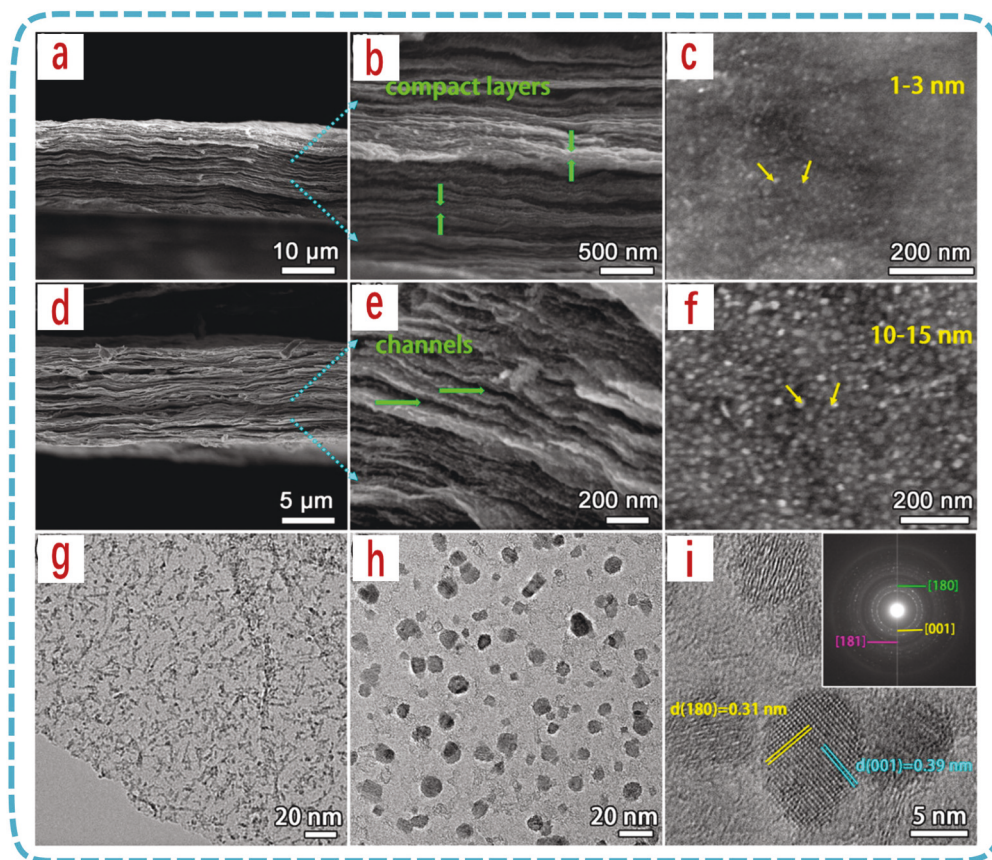 a
10 μm
b
compact layers
500 nm
c
1-3 nm
200 nm
d
5 μm
e
channels
200 nm
f
10-15 nm
200 nm
g
20 nm
h
20 nm
i
[180]
[001]
[181]
d(180)=0.31 nm
d(001)=0.39 nm
5 nm